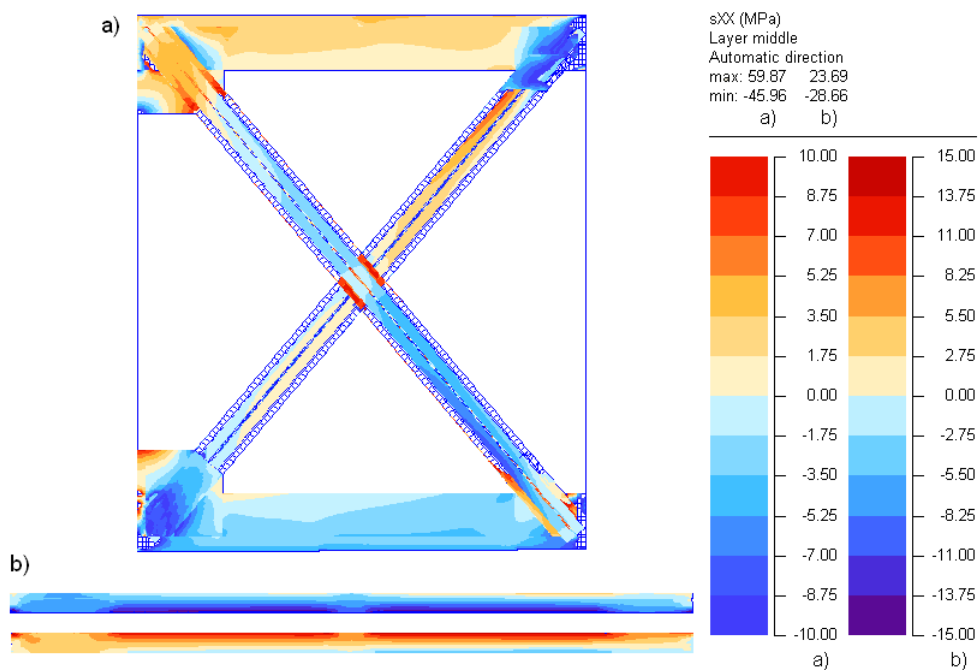 a)
sXX (MPa)
Layer middle
Automatic direction
max: 59.87 23.69
min: -45.96 -28.66
a) b)
10.00 15.00
8.75 13.00
7.00 11.00
5.25 8.25
3.50 5.50
1.75 2.75
0.00 0.00
-1.75 -2.75
-3.50 -5.50
-5.25 -8.25
-7.00 -11.00
-8.75 -13.00
-10.00 -15.00
a) b)
b)